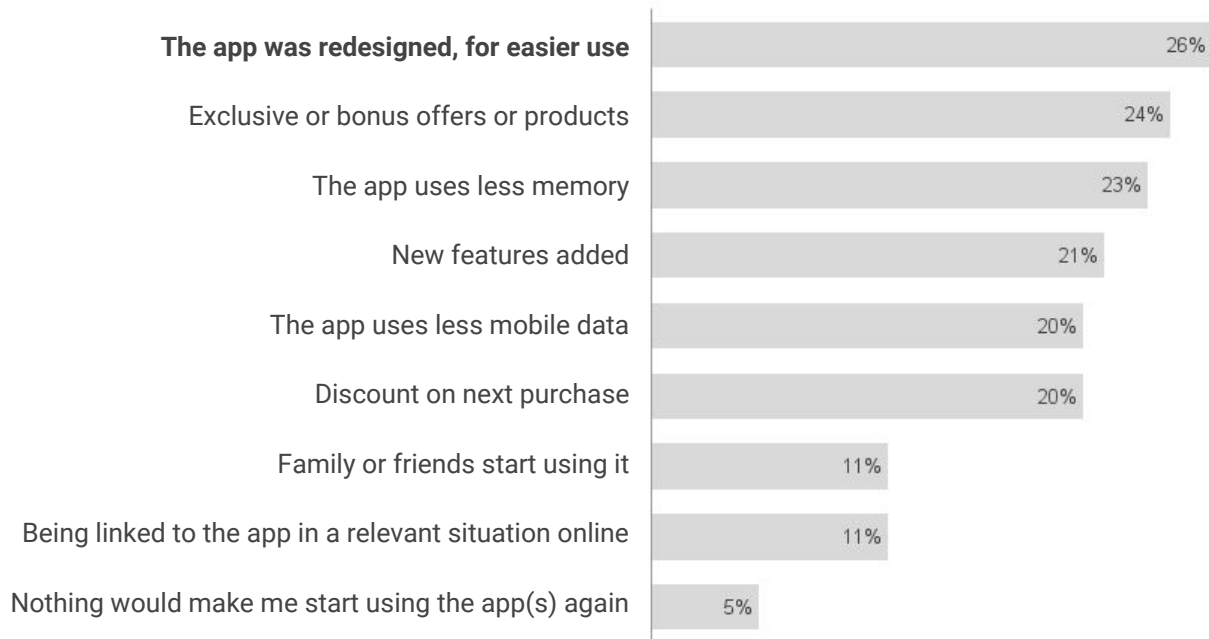 The app was redesigned, for easier use 26%
Exclusive or bonus offers or products 24%
The app uses less memory 23%
New features added 21%
The app uses less mobile data 20%
Discount on next purchase 20%
Family or friends start using it 11%
Being linked to the app in a relevant situation online 11%
Nothing would make me start using the app(s) again 5%